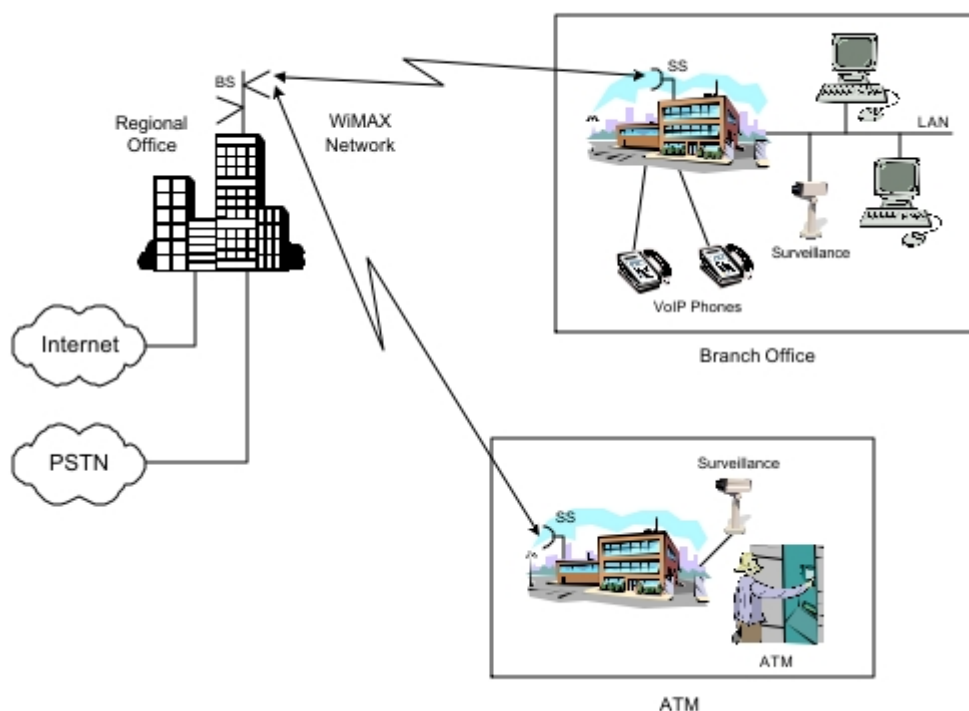 BS
Regional
Office
WiMAX
Network
Internet
PSTN
SS
LAN
Surveillance
VoIP Phones
Branch Office
Surveillance
SS
ATM
ATM